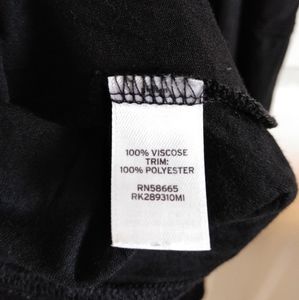 100% VISCOSE
TRIM:
100% POLYESTER
RN58665
RK289310MI